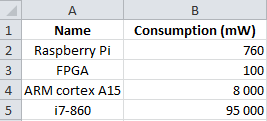 A B
1 Name Consumption (mW)
2 Raspberry Pi 760
3 FPGA 100
4 ARM cortex A15 8 000
5 i7-860 95 000